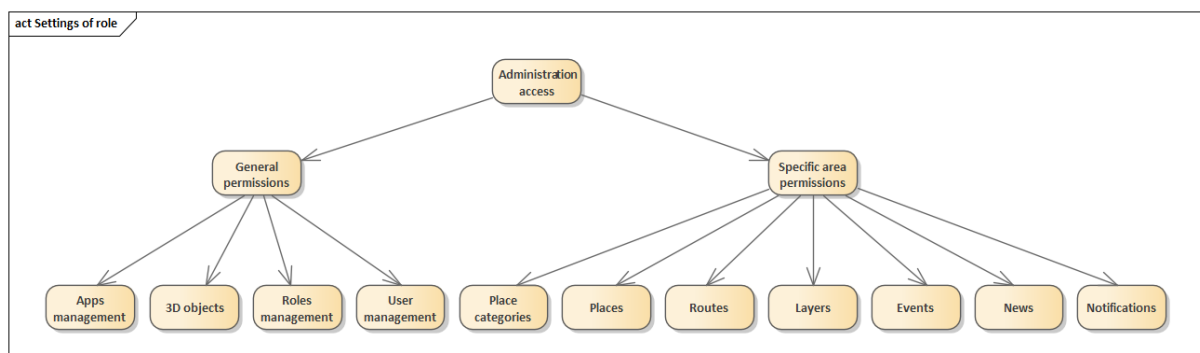 act Settings of role
Administration
access
General
permissions
Specific area
permissions
Apps
management
3D objects
Roles
management
User
management
Place
categories
Places
Routes
Layers
Events
News
Notifications